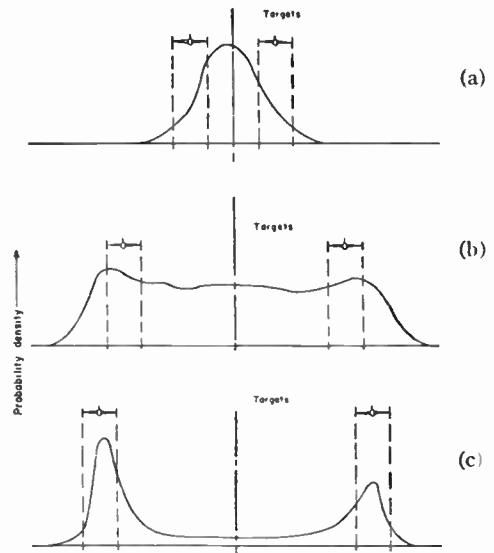 Targets
(a)
Targets
(b)
Probability density
Targets
(c)